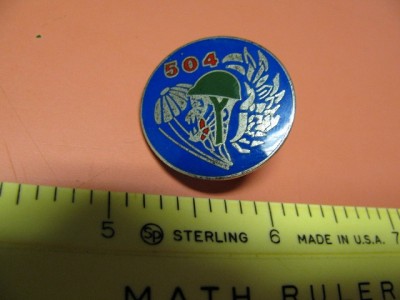 504
5 SP STERLING 6 MADE IN U.S.A. 7
MATH RULER